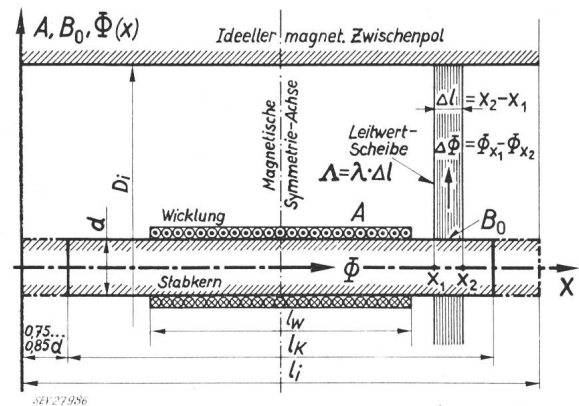 A, B₀, Φ(x)
Ideeller magnet. Zwischenpol
Magnetische
Symmetrie-Achse
Δl = x₂-x₁
Leitwert-
Scheibe
Λ=λ·Δl
ΔΦ=Φx₁-Φx₂
Di
d
Wicklung
A
B₀
Φ
x₁
x₂
X
Stabkern
lw
0,75...
0,85d
lK
li
SEV27986